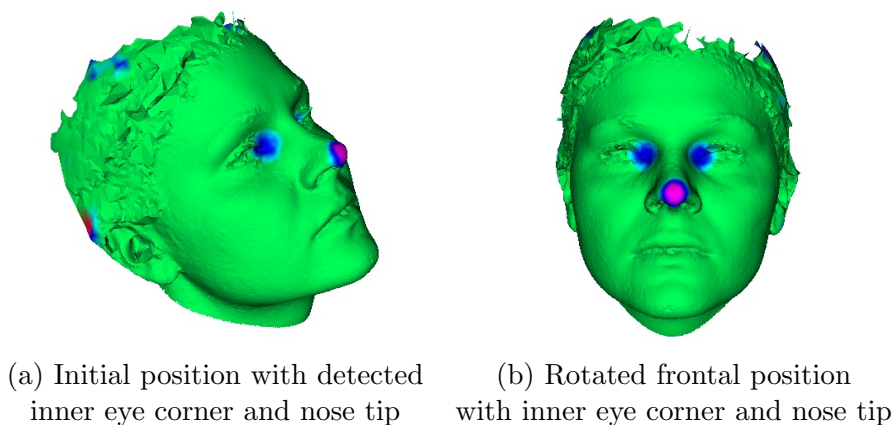 (a) Initial position with detected
inner eye corner and nose tip
(b) Rotated frontal position
with inner eye corner and nose tip